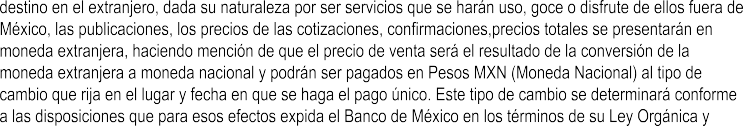 destino en el extranjero, dada su naturaleza por ser servicios que se harán uso, goce o disfrute de ellos fuera de
México, las publicaciones, los precios de las cotizaciones, confirmaciones,precios totales se presentarán en
moneda extranjera, haciendo mención de que el precio de venta será el resultado de la conversión de la
moneda extranjera a moneda nacional y podrán ser pagados en Pesos MXN (Moneda Nacional) al tipo de
cambio que rija en el lugar y fecha en que se haga el pago único. Este tipo de cambio se determinará conforme
a las disposiciones que para esos efectos expida el Banco de México en los términos de su Ley Orgánica y